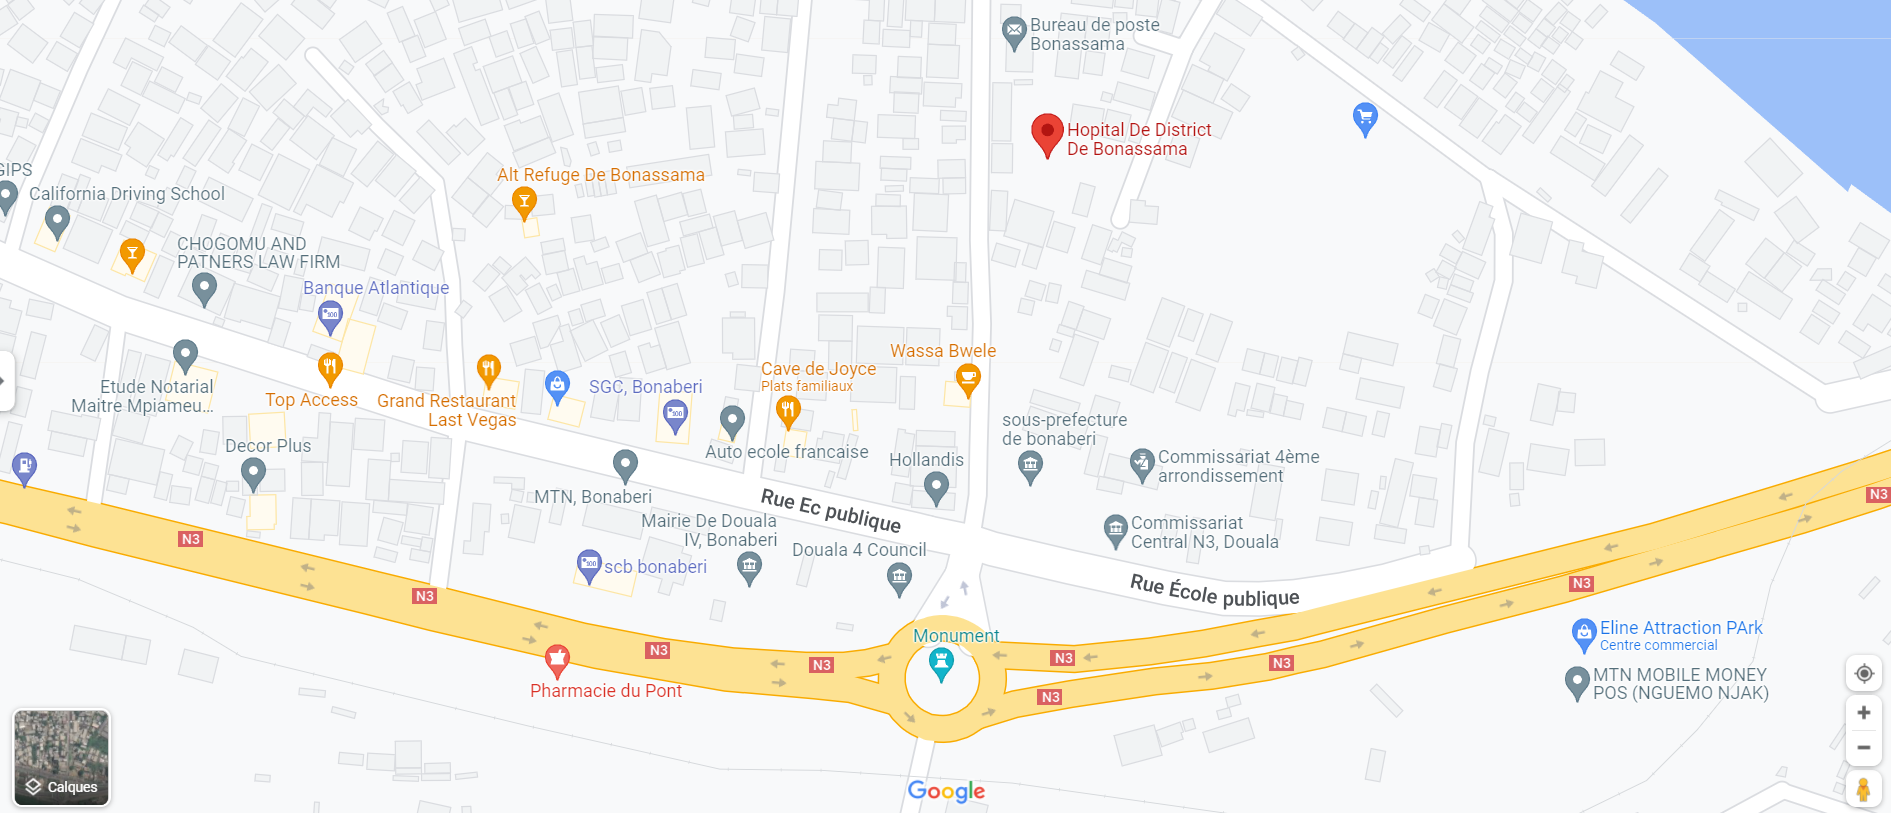 Bureau de poste
Bonassama
Hopital De District
De Bonassama
GIPS
California Driving School
Alt Refuge De Bonassama
CHOGOMU AND
PATNERS LAW FIRM
Banque Atlantique
Wassa Bwele
Cave de Joyce
Plats familiaux
Etude Notarial
Maitre Mpiameu...
Top Access
Grand Restaurant
Last Vegas
SGC, Bonaberi
sous-prefecture
de bonaberi
Decor Plus
Auto ecole francaise
Hollandis
Commissariat 4ème
arrondissement
MTN, Bonaberi
Rue Ec publique
N3
Mairie De Douala
IV, Bonaberi
Commissariat
Central N3, Douala
N3
Douala 4 Council
scb bonaberi
Rue École publique
N3
N3
Monument
Eline Attraction PArk
Centre commercial
N3
N3
N3
N3
Pharmacie du Pont
N3
MTN MOBILE MONEY
POS (NGUEMO NJAK)
Calques
Google